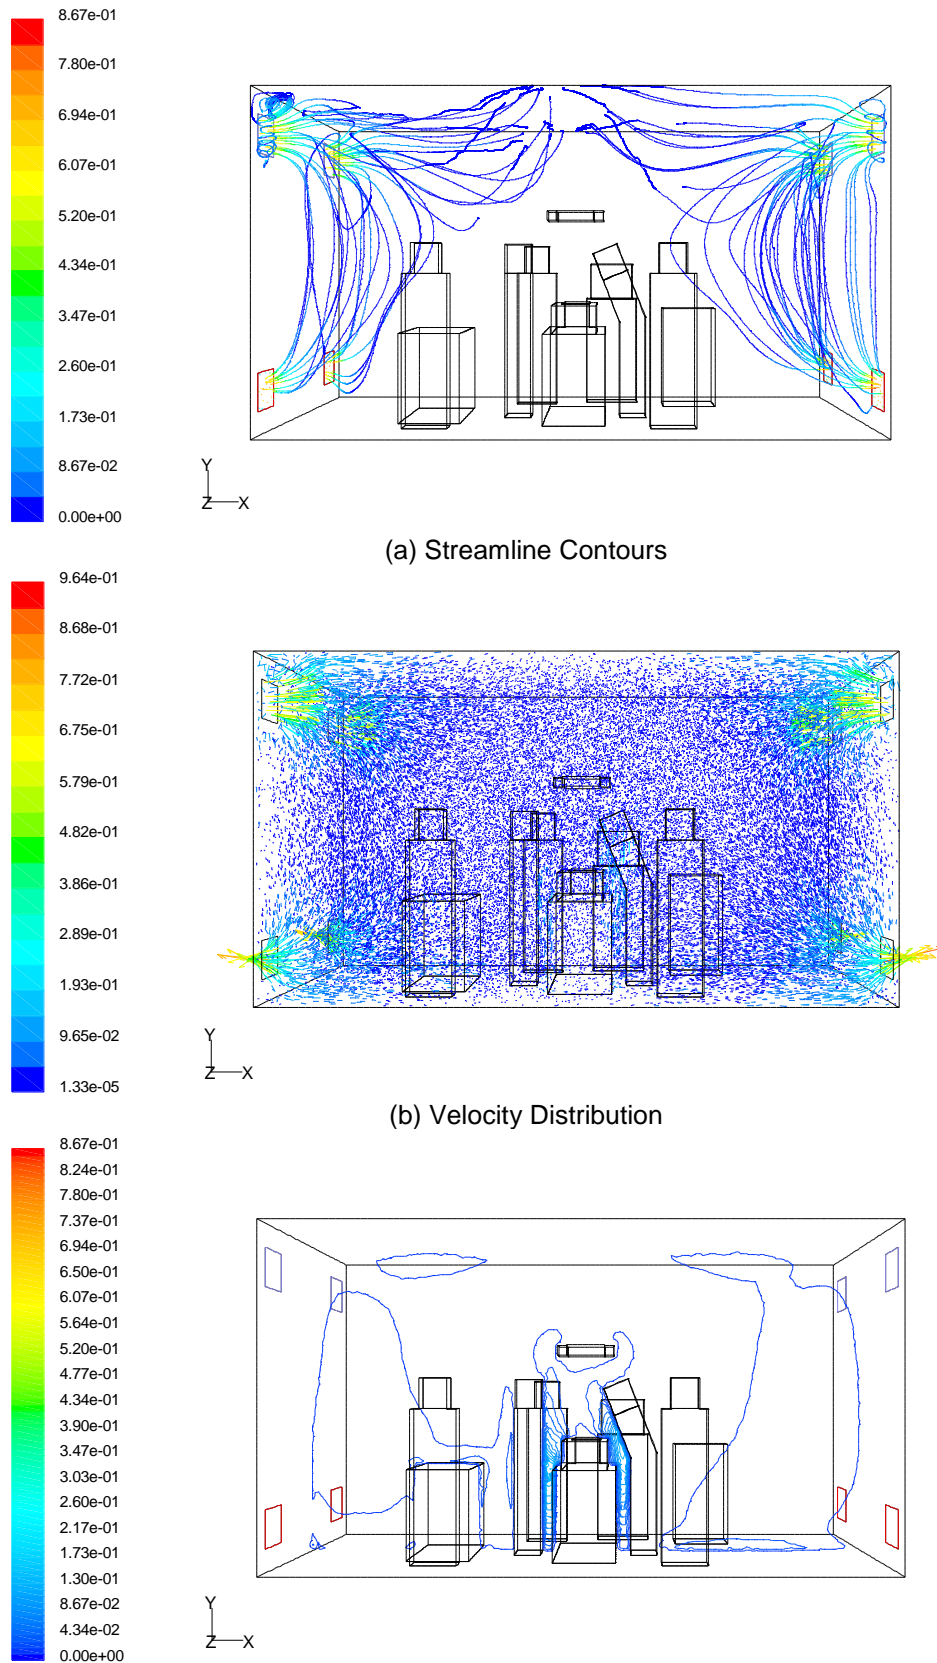 8.67e-01
7.80e-01
6.94e-01
6.07e-01
5.20e-01
4.34e-01
3.47e-01
2.60e-01
1.73e-01
8.67e-02
0.00e+00
Y
Z X
(a) Streamline Contours
9.64e-01
8.68e-01
7.72e-01
6.75e-01
5.79e-01
4.82e-01
3.86e-01
2.89e-01
1.93e-01
9.65e-02
1.33e-05
Y
Z X
(b) Velocity Distribution
8.67e-01
8.24e-01
7.80e-01
7.37e-01
6.94e-01
6.50e-01
6.07e-01
5.64e-01
5.20e-01
4.77e-01
4.34e-01
3.90e-01
3.47e-01
3.03e-01
2.60e-01
2.17e-01
1.73e-01
1.30e-01
8.67e-02
4.34e-02
0.00e+00
Y
Z X